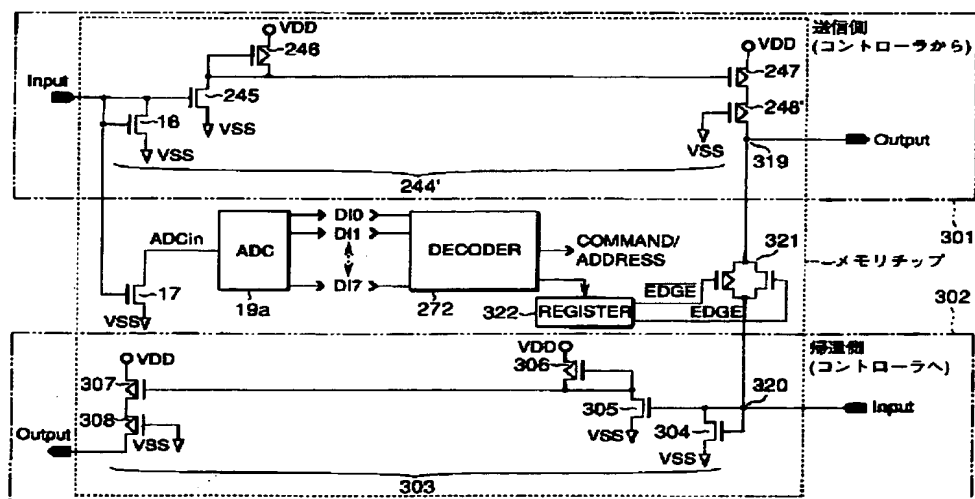 VDD
246
VDD
送信側
(コントローラから)
Input
245
247
16
VSS
248'
VSS
VSS
319
Output
244'
301
ADCin
ADC
DI0
DI1
DI7
DECODER
COMMAND/
ADDRESS
321
メモリチップ
17
19a
272
EDGE
322
REGISTER
EDGE
302
VSS
VDD
VDD
帰還側
(コントローラへ)
307
306
320
308
305
Input
Output
VSS
VSS
304
VSS
303